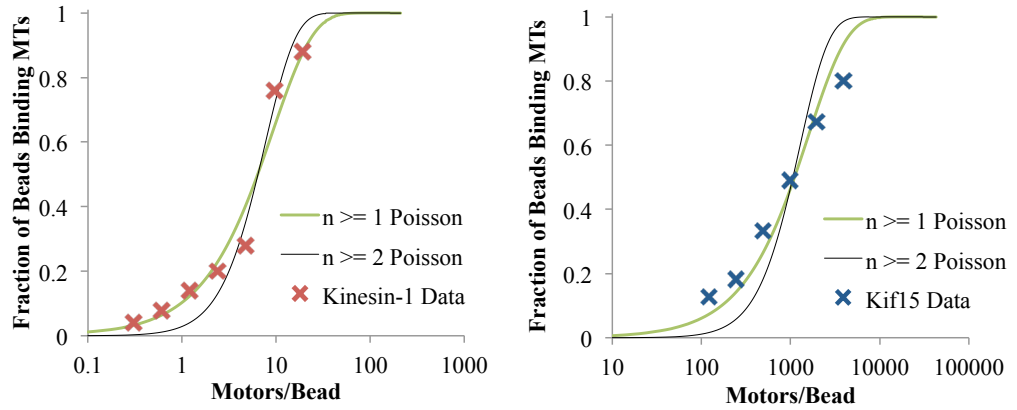 Fraction of Beads Binding MTs
1
0.8
0.6
0.4
0.2
0
n >= 1 Poisson
n >= 2 Poisson
Kinesin-1 Data
0.1 1 10 100 1000
Motors/Bead
Fraction of Beads Binding MTs
1
0.8
0.6
0.4
0.2
0
n >= 1 Poisson
n >= 2 Poisson
Kif15 Data
10 100 1000 10000 100000
Motors/Bead